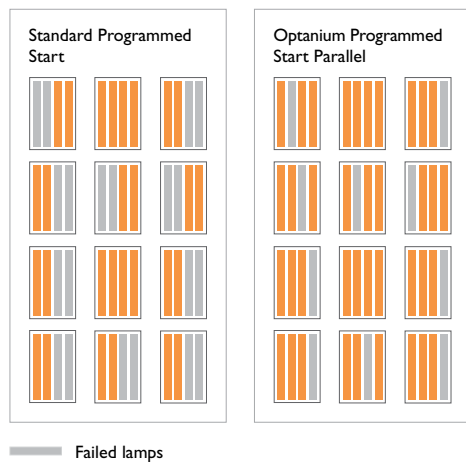 Standard Programmed
Start
Optanium Programmed
Start Parallel
Failed lamps